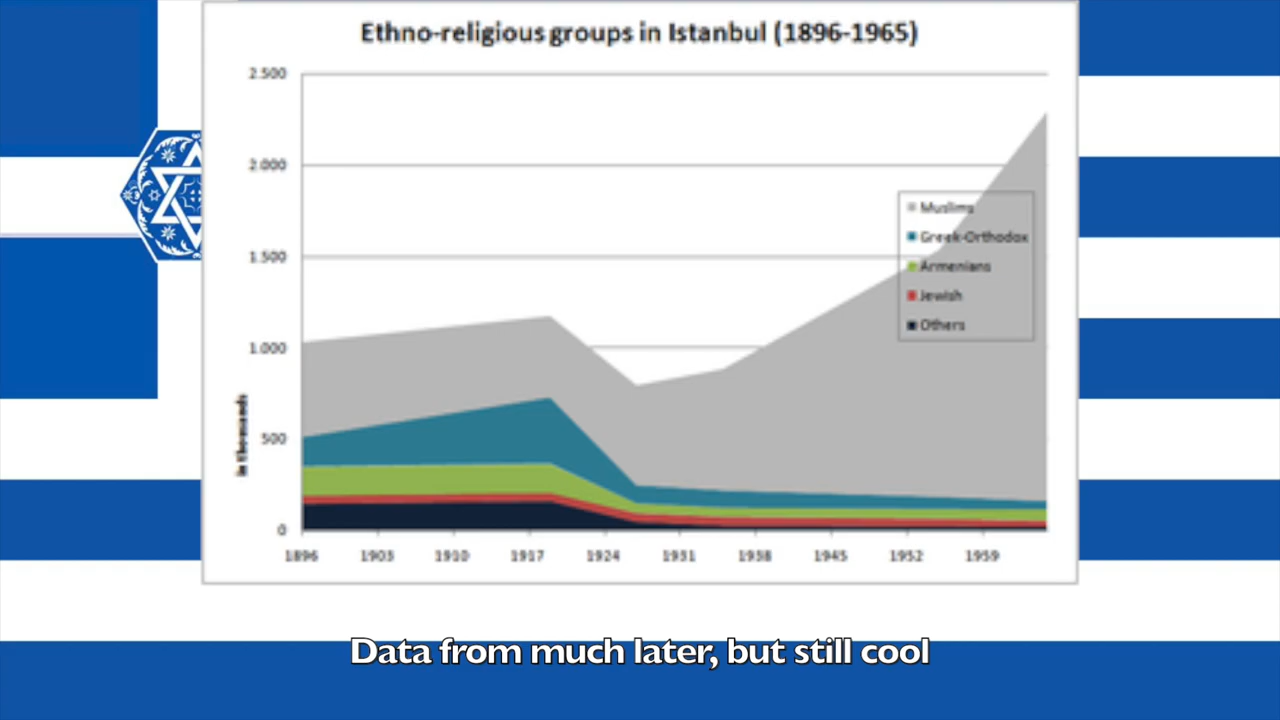 Ethno-religious groups in Istanbul (1896-1965)
2.500
2.000
1.500
1.000
500
0
in thousands
Muslims
Greek-Orthodox
Armenians
Jewish
Others
1896 1903 1910 1917 1924 1931 1938 1945 1952 1959
Data from much later, but still cool